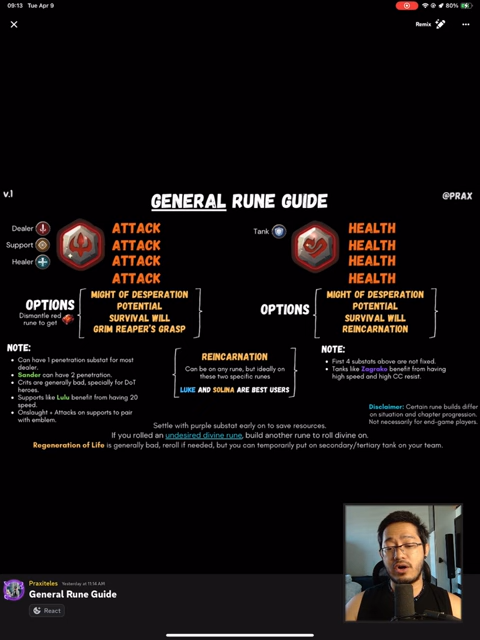 09:13 Tue Apr 9
80%
Remix
v.1
GENERAL RUNE GUIDE
@PRAX
Dealer
Support
Healer
ATTACK
ATTACK
ATTACK
ATTACK
Tank
HEALTH
HEALTH
HEALTH
HEALTH
OPTIONS
Dismantle red
rune to get
MIGHT OF DESPERATION
POTENTIAL
SURVIVAL WILL
GRIM REAPER'S GRASP
OPTIONS
MIGHT OF DESPERATION
POTENTIAL
SURVIVAL WILL
REINCARNATION
NOTE:
• Can have 1 penetration substat for most
dealer.
• Sander can have 2 penetration.
• Crits are generally bad, specially for DoT
heroes.
• Supports like Lulu benefit from having 20
speed.
• Onslaught + Attacks on supports to pair
with emblem.
REINCARNATION
Can be on any rune, but ideally on
these two specific runes
LUKE AND SOLINA ARE BEST USERS
NOTE:
• First 4 substats above are not fixed.
• Tanks like Zagrako benefit from having
high speed and high CC resist.
Disclaimer: Certain rune builds differ
on situation and chapter progression.
Not necessarily for end-game players.
Settle with purple substat early on to save resources.
If you rolled an undesired divine rune, build another rune to roll divine on.
Regeneration of Life is generally bad, reroll if needed, but you can temporarily put on secondary/tertiary tank on your team.
Praxiteles Yesterday at 11:14 AM
General Rune Guide
React